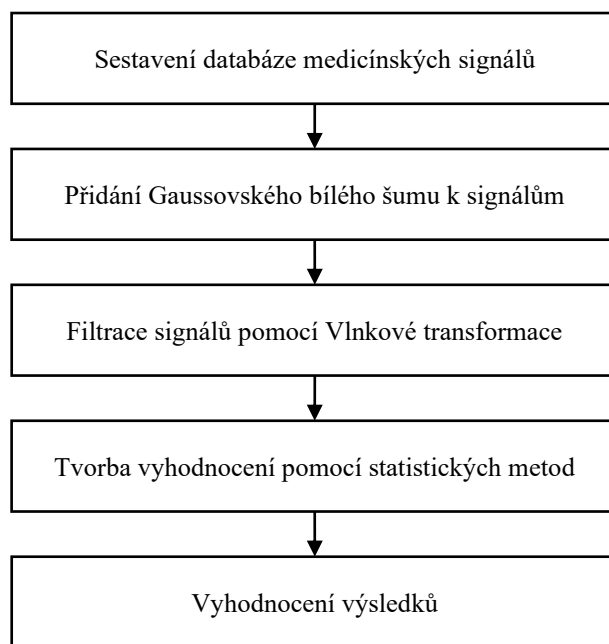 Sestavení databáze medicínských signálů
Přidání Gaussovského bílého šumu k signálům
Filtrace signálů pomocí Vlnkové transformace
Tvorba vyhodnocení pomocí statistických metod
Vyhodnocení výsledků